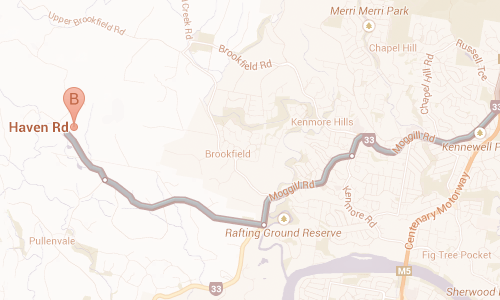 Upper Brookfield Rd
Creek Rd
Brookfield Rd
Merri Merri Park
Chapel Hill
Russell Tce
Chapel Hill Rd
B
Haven Rd
Kenmore Hills
33
33
Moggill Rd
Kennewell P
Brookfield
Moggill Rd
Kenmore Rd
Centenary Motorway
Rafting Ground Reserve
Pullenvale
Fig Tree Pocket
M5
33
Sherwood